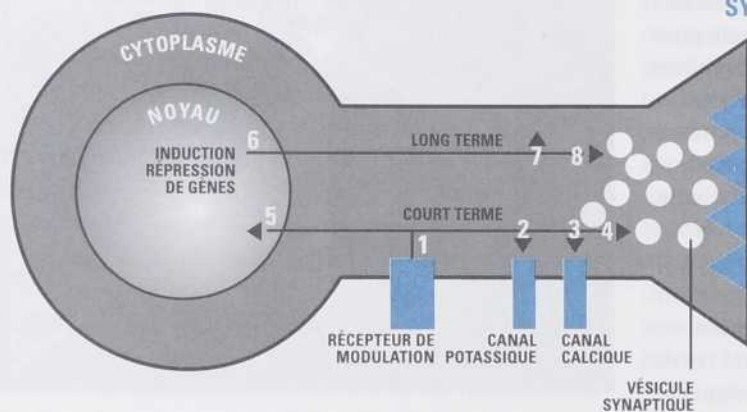 SY
CYTOPLASME
NOYAU
INDUCTION
RÉPRESSION
DE GÈNES
6
LONG TERME
7
8
5
COURT TERME
1
2
3
4
RÉCEPTEUR DE
MODULATION
CANAL
POTASSIQUE
CANAL
CALCIQUE
VÉSICULE
SYNAPTIQUE